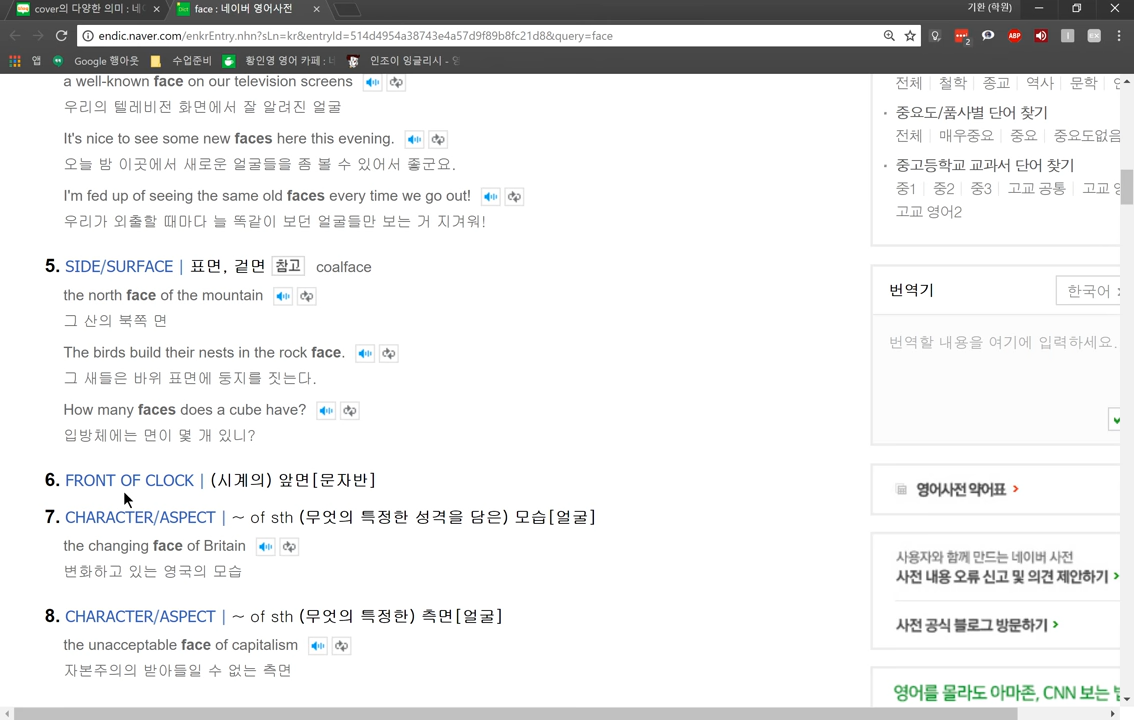 cover의 다양한 의미 : 네
face : 네이버 영어사전
기환 (학원)
endic.naver.com/enkrEntry.nhn?sLn=kr&entryId=514d4954a38743e4a57d9f89b8fc21d8&query=face
앱 Google 행아웃 수업준비 황인영 영어 카페 : 인조이 잉글리시 -
a well-known face on our television screens
우리의 텔레비전 화면에서 잘 알려진 얼굴
It's nice to see some new faces here this evening.
오늘 밤 이곳에서 새로운 얼굴들을 좀 볼 수 있어서 좋군요.
I'm fed up of seeing the same old faces every time we go out!
우리가 외출할 때마다 늘 똑같이 보던 얼굴들만 보는 거 지겨워!
5. SIDE/SURFACE | 표면, 겉면 참고 coalface
the north face of the mountain
그 산의 북쪽 면
The birds build their nests in the rock face.
그 새들은 바위 표면에 둥지를 짓는다.
How many faces does a cube have?
입방체에는 면이 몇 개 있니?
6. FRONT OF CLOCK | (시계의) 앞면[문자반]
7. CHARACTER/ASPECT | ~ of sth (무엇의 특정한 성격을 담은) 모습[얼굴]
the changing face of Britain
변화하고 있는 영국의 모습
8. CHARACTER/ASPECT | ~ of sth (무엇의 특정한) 측면[얼굴]
the unacceptable face of capitalism
자본주의의 받아들일 수 없는 측면
전체 철학 종교 역사 문학
중요도/품사별 단어 찾기
전체 매우중요 중요 중요도없음
중고등학교 교과서 단어 찾기
중1 중2 중3 고교 공통 고교 영
고교 영어2
번역기 한국어
번역할 내용을 여기에 입력하세요.
영어사전 약어표
사용자와 함께 만드는 네이버 사전
사전 내용 오류 신고 및 의견 제안하기
사전 공식 블로그 방문하기
영어를 몰라도 아마존, CNN 보는